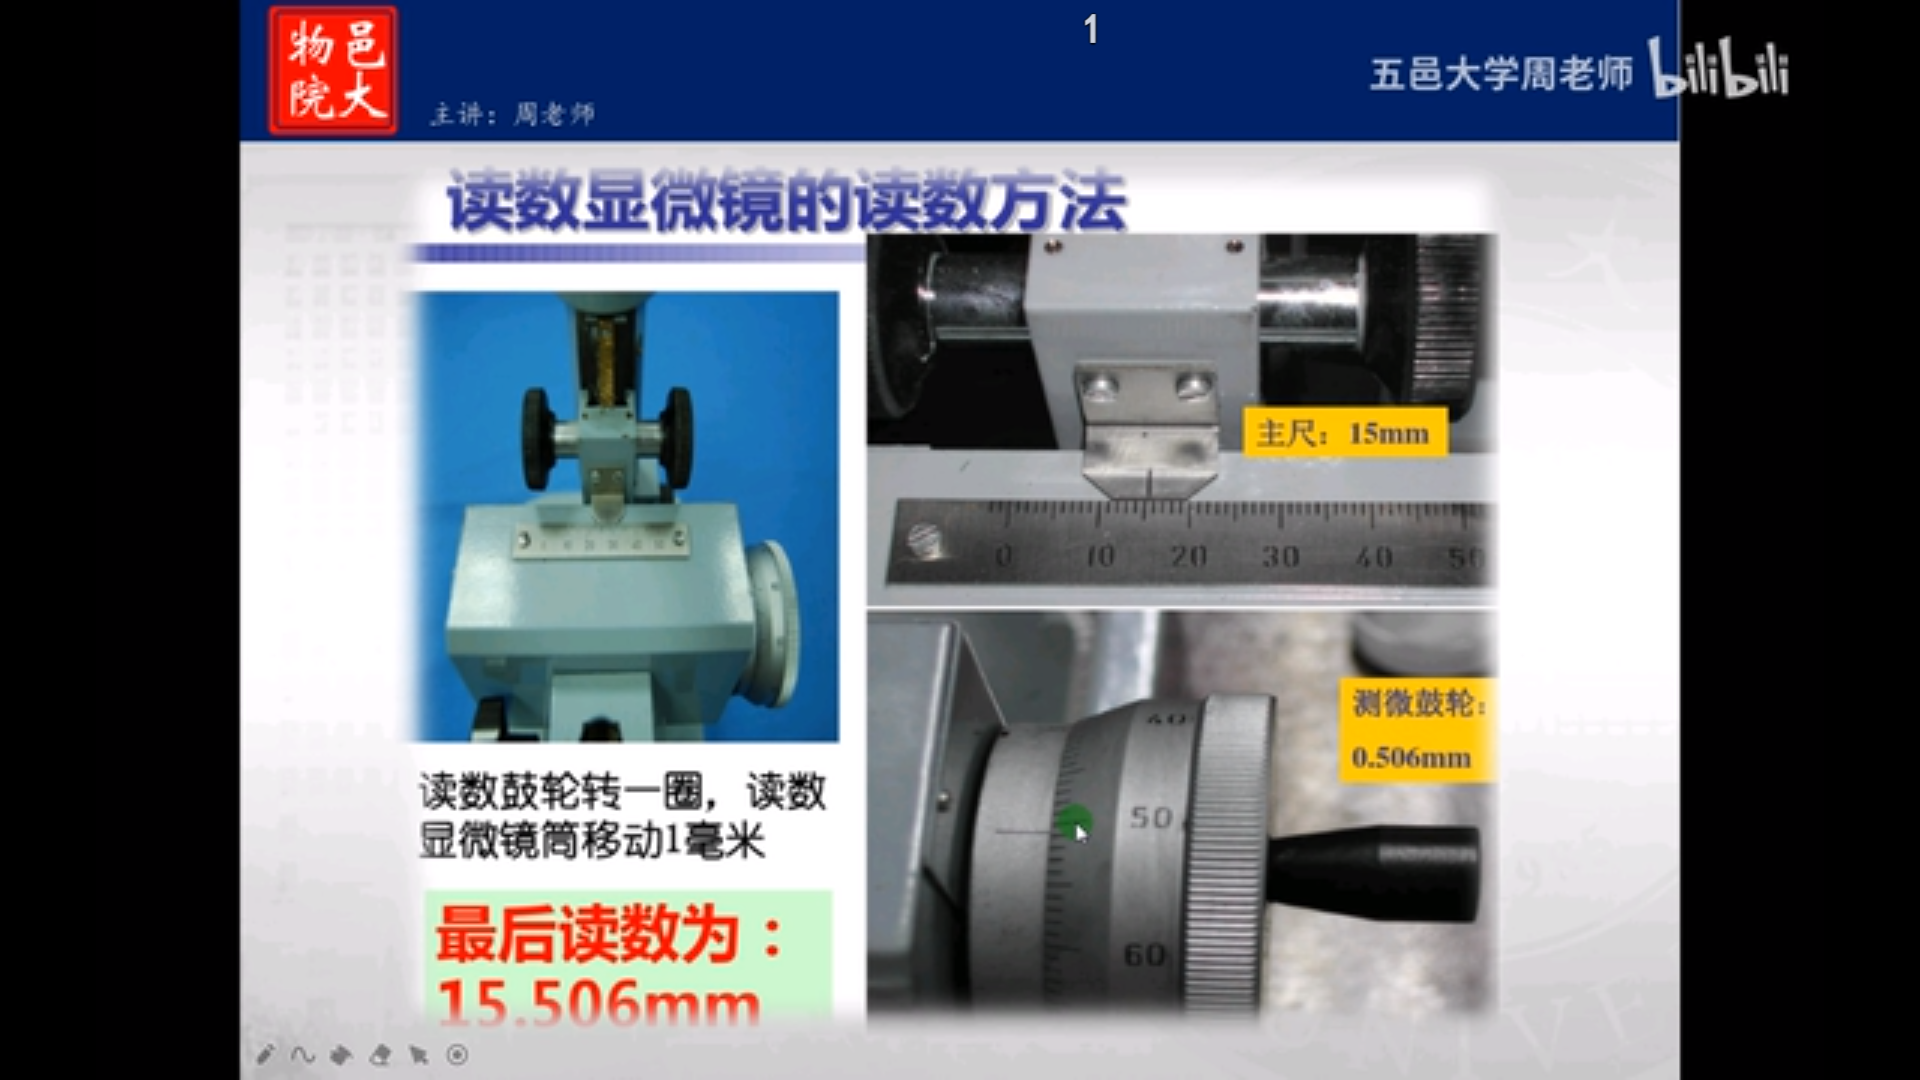 1
物邑
院大
主讲：周老师
五邑大学周老师 bilibili
读数显微镜的读数方法
主尺：15mm
0 10 20 30 40 50
测微鼓轮：
0.506mm
40
50
60
读数鼓轮转一圈，读数
显微镜筒移动1毫米
最后读数为：
15.506mm